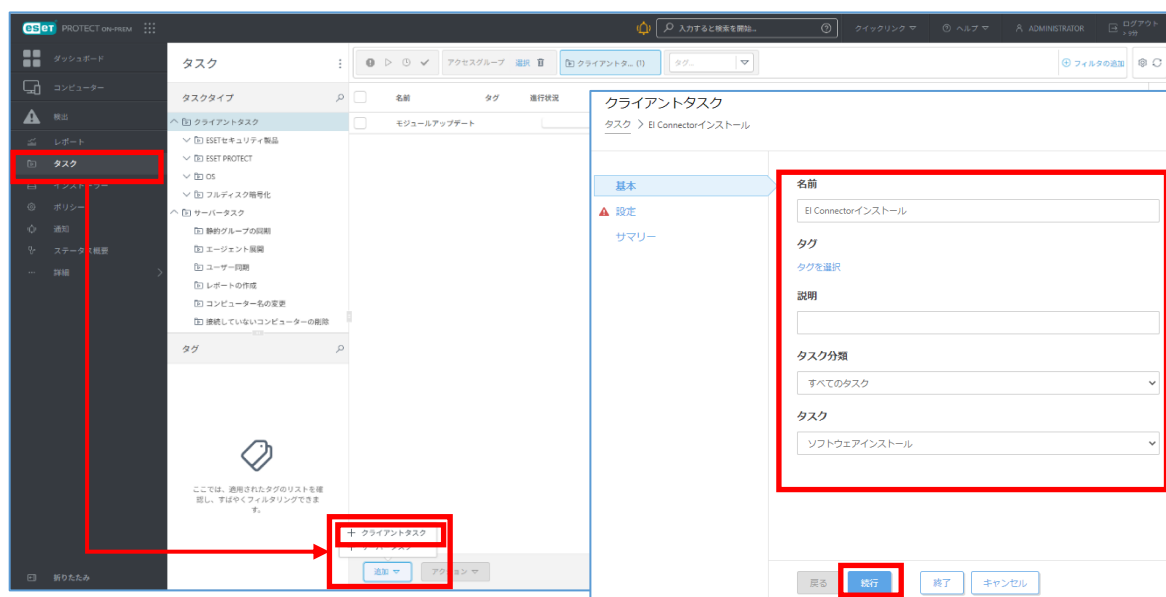 eset PROTECT ON-PREM
入力すると検索を開始...
クイックリンク
ヘルプ
ADMINISTRATOR
ログアウト
ダッシュボード
コンピューター
検出
レポート
タスク
インストーラー
ポリシー
通知
ステータス概要
詳細
折りたたみ
タスク
アクセスグループ 選択
クライアントタ... (1)
タグ...
フィルタの追加
タスクタイプ
名前 タグ 進行状況
クライアントタスク
モジュールアップデート
ESETセキュリティ製品
ESET PROTECT
OS
フルディスク暗号化
サーバータスク
静的グループの同期
エージェント展開
ユーザー同期
レポートの作成
コンピューター名の変更
接続していないコンピューターの削除
タグ
ここでは、適用されたタグのリストを確
認し、すばやくフィルタリングできま
す。
クライアントタスク
追加
アクション
クライアントタスク
タスク > EI Connectorインストール
基本
設定
サマリー
名前
EI Connectorインストール
タグ
タグを選択
説明
タスク分類
すべてのタスク
タスク
ソフトウェアインストール
戻る
続行
終了
キャンセル